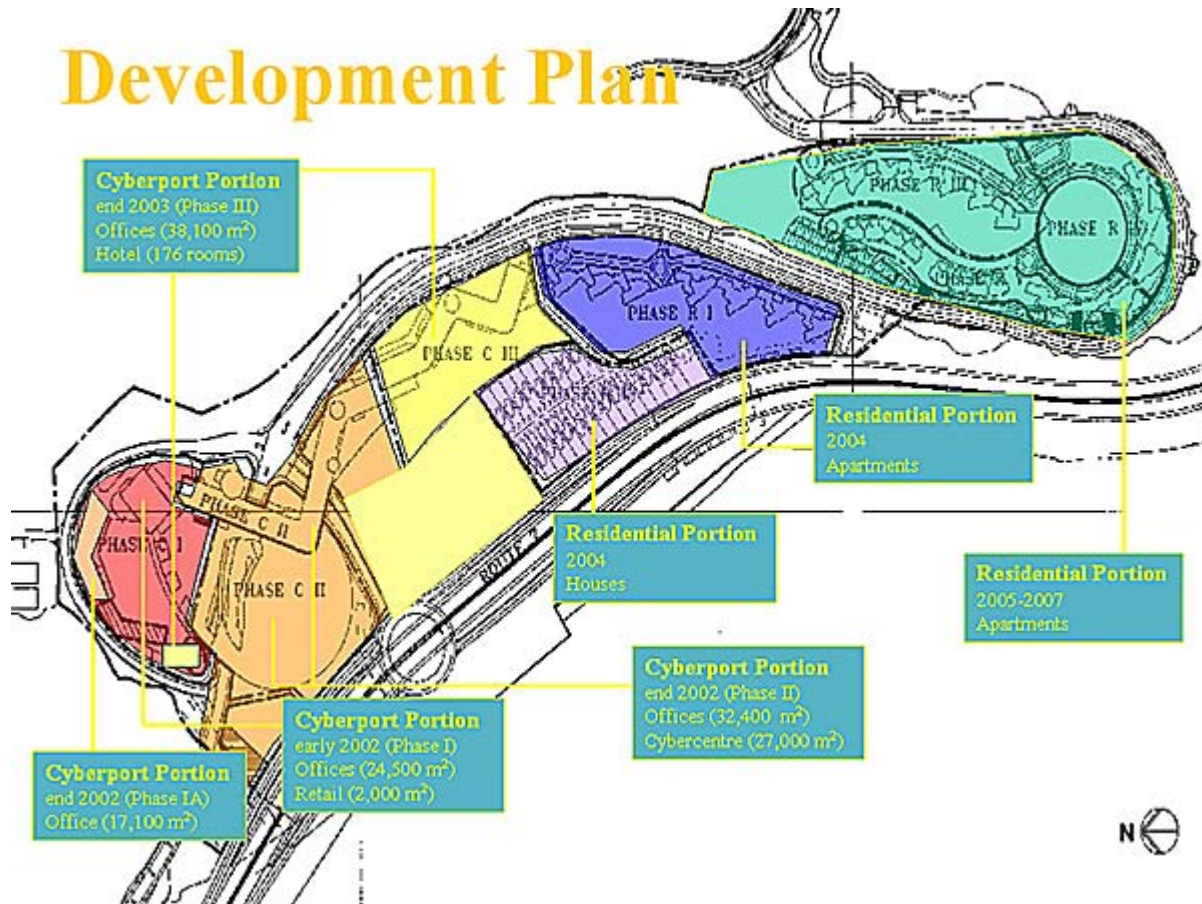 Development Plan
Cyberport Portion
end 2003 (Phase III)
Offices (38,100 m²)
Hotel (176 rooms)
PHASE R III
PHASE R
PHASE R I
PHASE C III
PHASE C II
PHASE C I
PHASE C II
ROUTE 7
Residential Portion
2004
Apartments
Residential Portion
2004
Houses
Residential Portion
2005-2007
Apartments
Cyberport Portion
end 2002 (Phase II)
Offices (32,400 m²)
Cybercentre (27,000 m²)
Cyberport Portion
early 2002 (Phase I)
Offices (24,500 m²)
Retail (2,000 m²)
Cyberport Portion
end 2002 (Phase IA)
Office (17,100 m²)
N